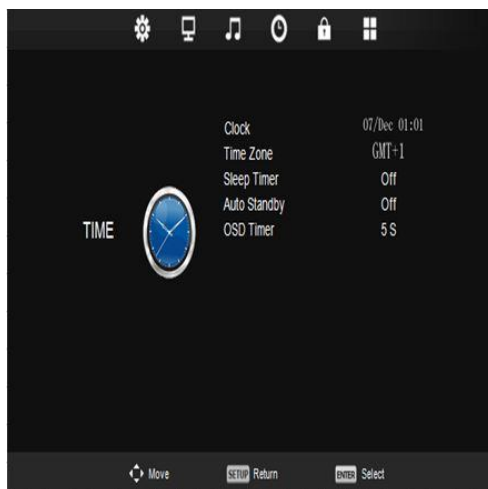 Clock 07/Dec 01:01
Time Zone GMT+1
Sleep Timer Off
Auto Standby Off
TIME
OSD Timer 5 S
Move SETUP Return ENTER Select